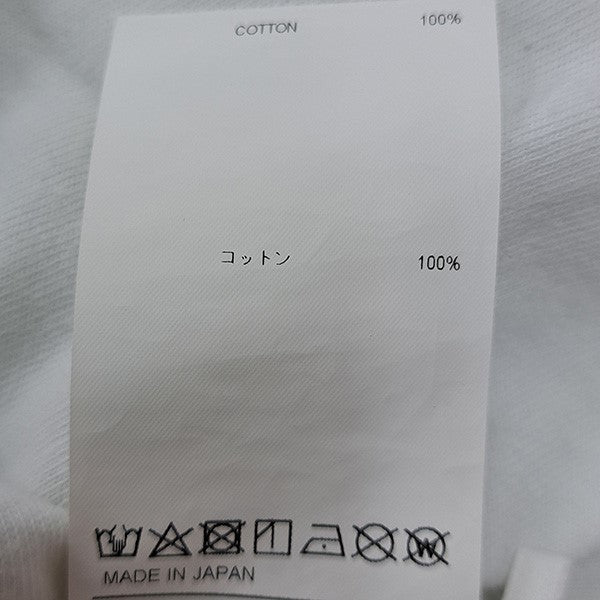 COTTON 100%
コットン 100%
W
MADE IN JAPAN